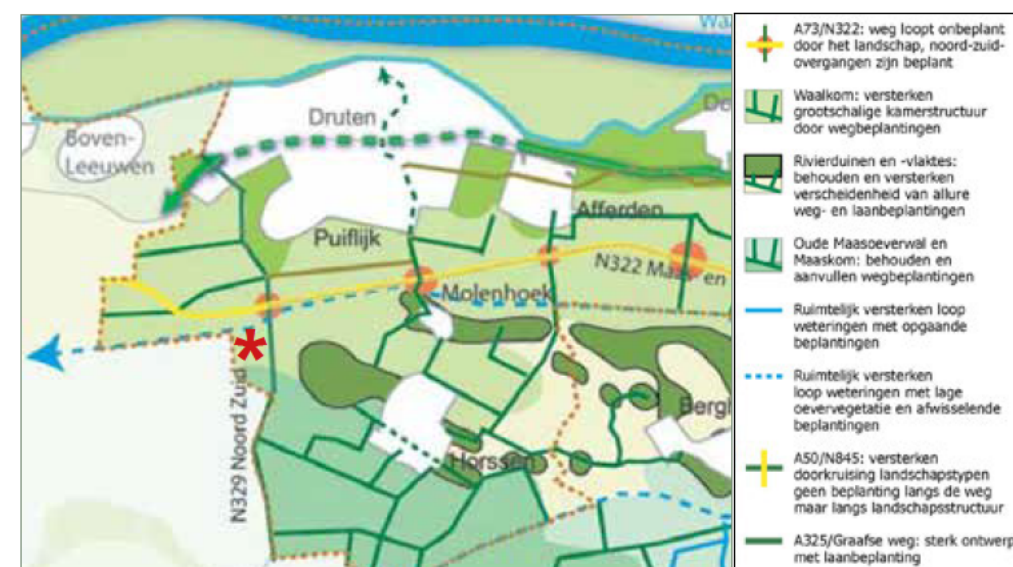 Waa
Druten
De
Boven-
Leeuwen
Afferden
Puiflijk
N322 Maas en
Molenhoek
N329 Noord Zuid
Bergh
Horssen
A73/N322: weg loopt onbeplant
door het landschap, noord-zuid-
overgangen zijn beplant
Waalkom: versterken
grootschalige kamerstructuur
door wegbeplantingen
Rivierduinen en -vlaktes:
behouden en versterken
verscheidenheid van allure
weg- en laanbeplantingen
Oude Maasoeverwal en
Maaskom: behouden en
aanvullen wegbeplantingen
Ruimtelijk versterken loop
weteringen met opgaande
beplantingen
Ruimtelijk versterken
loop weteringen met lage
oevervegetatie en afwisselende
beplantingen
A50/N845: versterken
doorkruising landschapstypen
geen beplanting langs de weg
maar langs landschapsstructuur
A325/Graafse weg: sterk ontwerp
met laanbeplanting